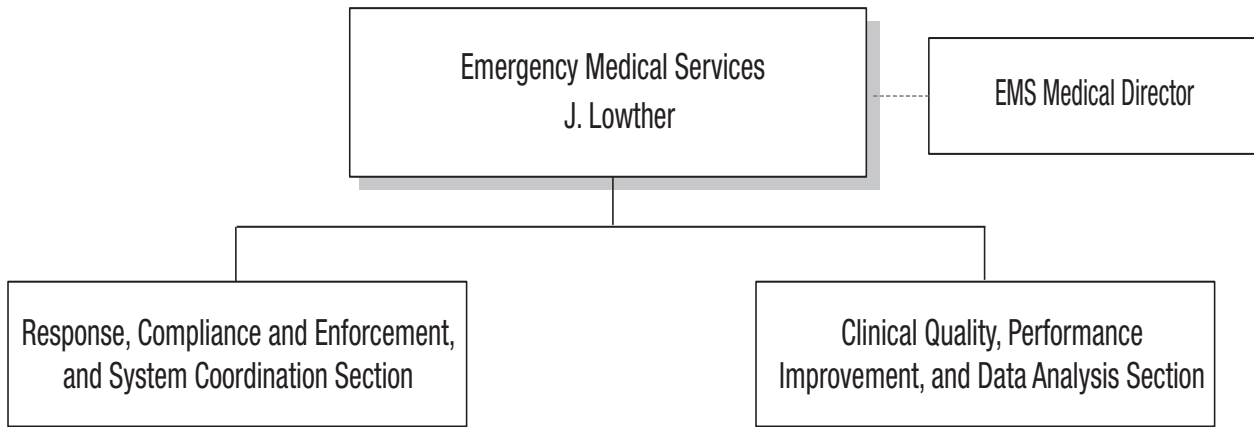 Emergency Medical Services
J. Lowther
EMS Medical Director
Response, Compliance and Enforcement,
and System Coordination Section
Clinical Quality, Performance
Improvement, and Data Analysis Section